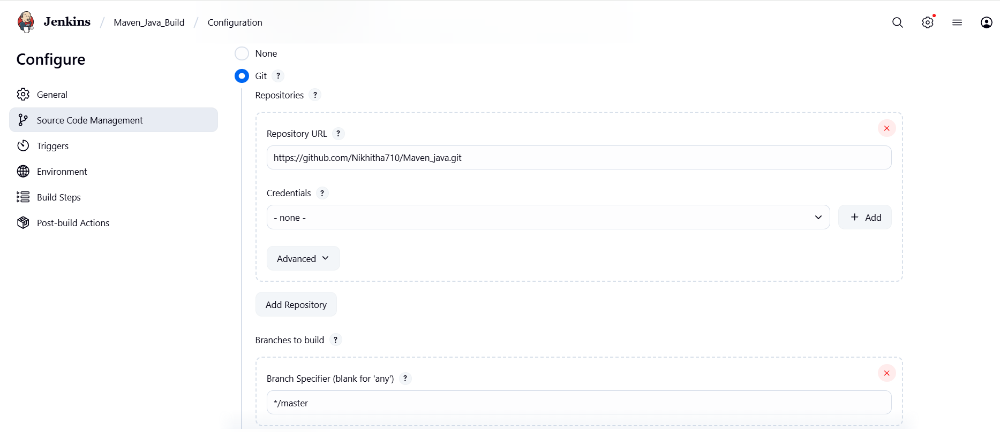 Jenkins / Maven_Java_Build / Configuration
Configure
General
Source Code Management
Triggers
Environment
Build Steps
Post-build Actions
None
Git ?
Repositories ?
Repository URL ?
https://github.com/Nikhitha710/Maven_java.git
Credentials ?
- none -
+ Add
Advanced
Add Repository
Branches to build ?
Branch Specifier (blank for 'any') ?
*/master